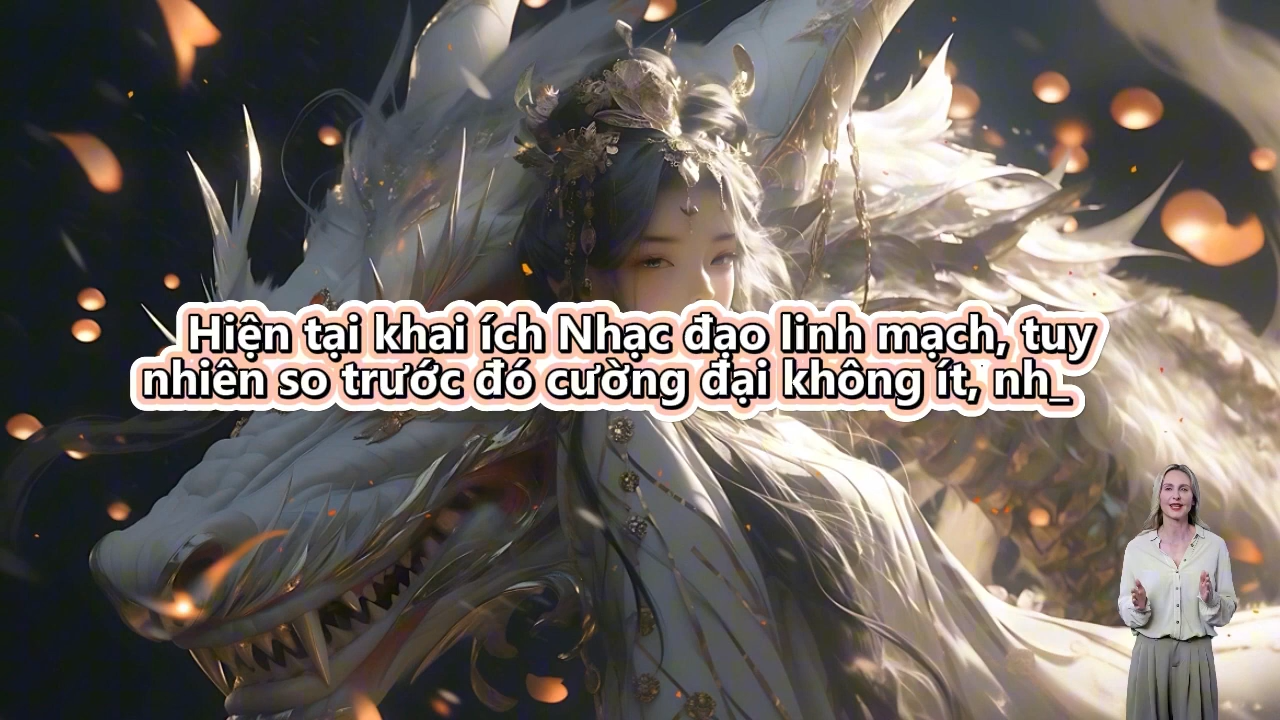 Hiện tại khai ích Nhạc đạo linh mạch, tuy
nhiên so trước đó cường đại không ít, nh_